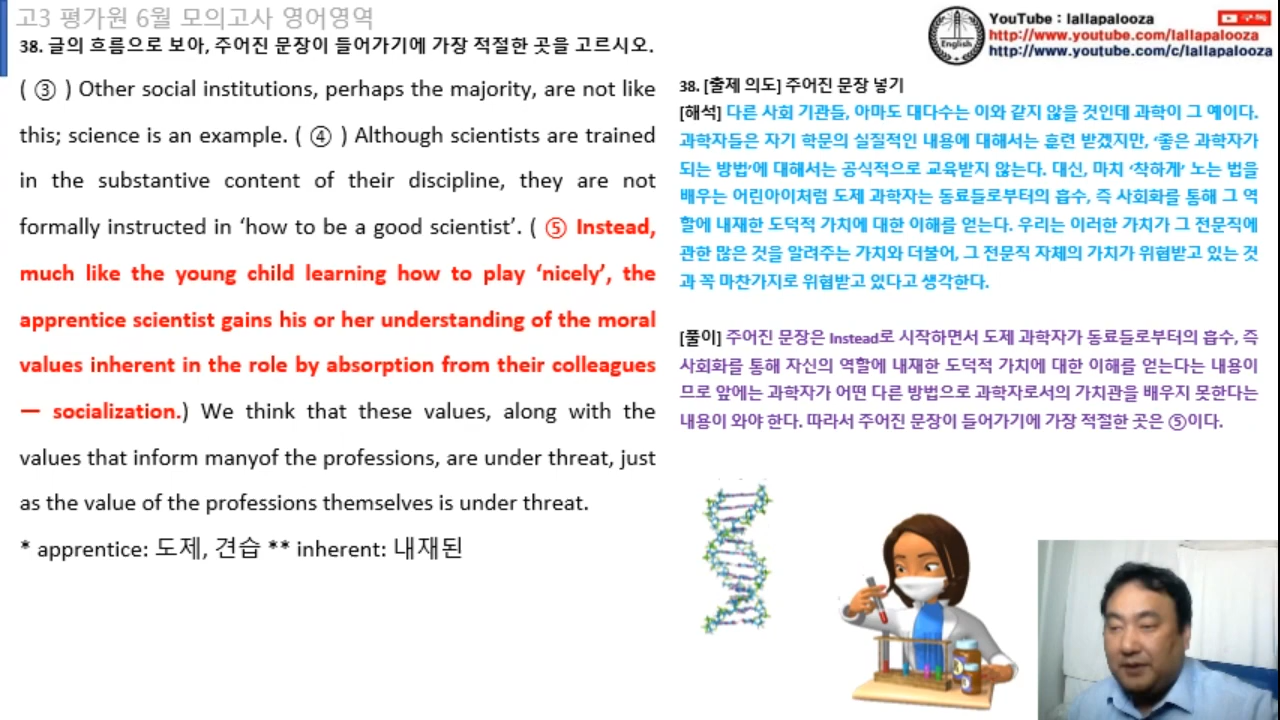 고3 평가원 6월 모의고사 영어영역
38. 글의 흐름으로 보아, 주어진 문장이 들어가기에 가장 적절한 곳을 고르시오.
( ③ ) Other social institutions, perhaps the majority, are not like
this; science is an example. ( ④ ) Although scientists are trained
in the substantive content of their discipline, they are not
formally instructed in ‘how to be a good scientist’. ( ⑤ Instead,
much like the young child learning how to play ‘nicely’, the
apprentice scientist gains his or her understanding of the moral
values inherent in the role by absorption from their colleagues
— socialization.) We think that these values, along with the
values that inform manyof the professions, are under threat, just
as the value of the professions themselves is under threat.
* apprentice: 도제, 견습 ** inherent: 내재된
English
YouTube : lallapalooza
구독
http://www.youtube.com/lallapalooza
http://www.youtube.com/c/lallapalooza
38. [출제 의도] 주어진 문장 넣기
[해석] 다른 사회 기관들, 아마도 대다수는 이와 같지 않을 것인데 과학이 그 예이다.
과학자들은 자기 학문의 실질적인 내용에 대해서는 훈련 받겠지만, ‘좋은 과학자가
되는 방법’에 대해서는 공식적으로 교육받지 않는다. 대신, 마치 ‘착하게’ 노는 법을
배우는 어린아이처럼 도제 과학자는 동료들로부터의 흡수, 즉 사회화를 통해 그 역
할에 내재한 도덕적 가치에 대한 이해를 얻는다. 우리는 이러한 가치가 그 전문직에
관한 많은 것을 알려주는 가치와 더불어, 그 전문직 자체의 가치가 위협받고 있는 것
과 꼭 마찬가지로 위협받고 있다고 생각한다.
[풀이] 주어진 문장은 Instead로 시작하면서 도제 과학자가 동료들로부터의 흡수, 즉
사회화를 통해 자신의 역할에 내재한 도덕적 가치에 대한 이해를 얻는다는 내용이
므로 앞에는 과학자가 어떤 다른 방법으로 과학자로서의 가치관을 배우지 못한다는
내용이 와야 한다. 따라서 주어진 문장이 들어가기에 가장 적절한 곳은 ⑤이다.